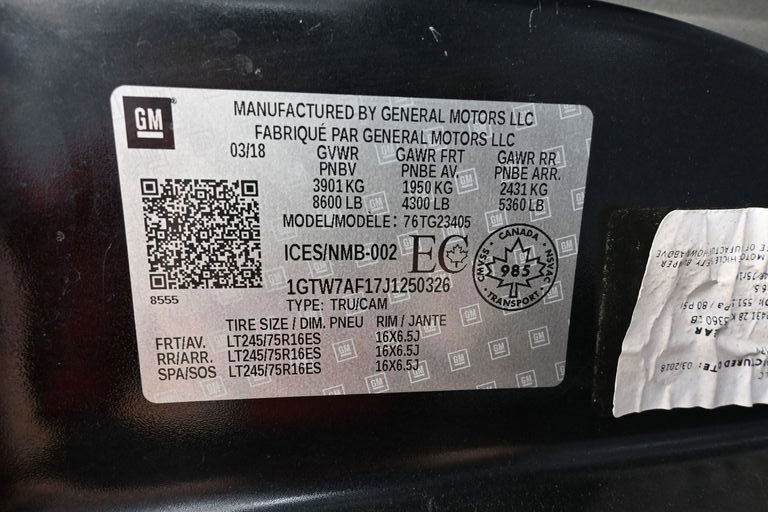 GM
MANUFACTURED BY GENERAL MOTORS LLC
FABRIQUÉ PAR GENERAL MOTORS LLC
03/18 GVWR GAWR FRT GAWR RR
PNBV PNBE AV. PNBE ARR.
3901 KG 1950 KG 2431 KG
8600 LB 4300 LB 5360 LB
MODEL/MODELE: 76TG23405
ICES/NMB-002 EC
CANADA
985
TRANSPORT
8555
1GTW7AF17J1250326
TYPE: TRU/CAM
TIRE SIZE / DIM. PNEU RIM / JANTE
FRT/AV. LT245/75R16ES 16X6.5J
RR/ARR. LT245/75R16ES 16X6.5J
SPA/SOS LT245/75R16ES 16X6.5J
03/2018